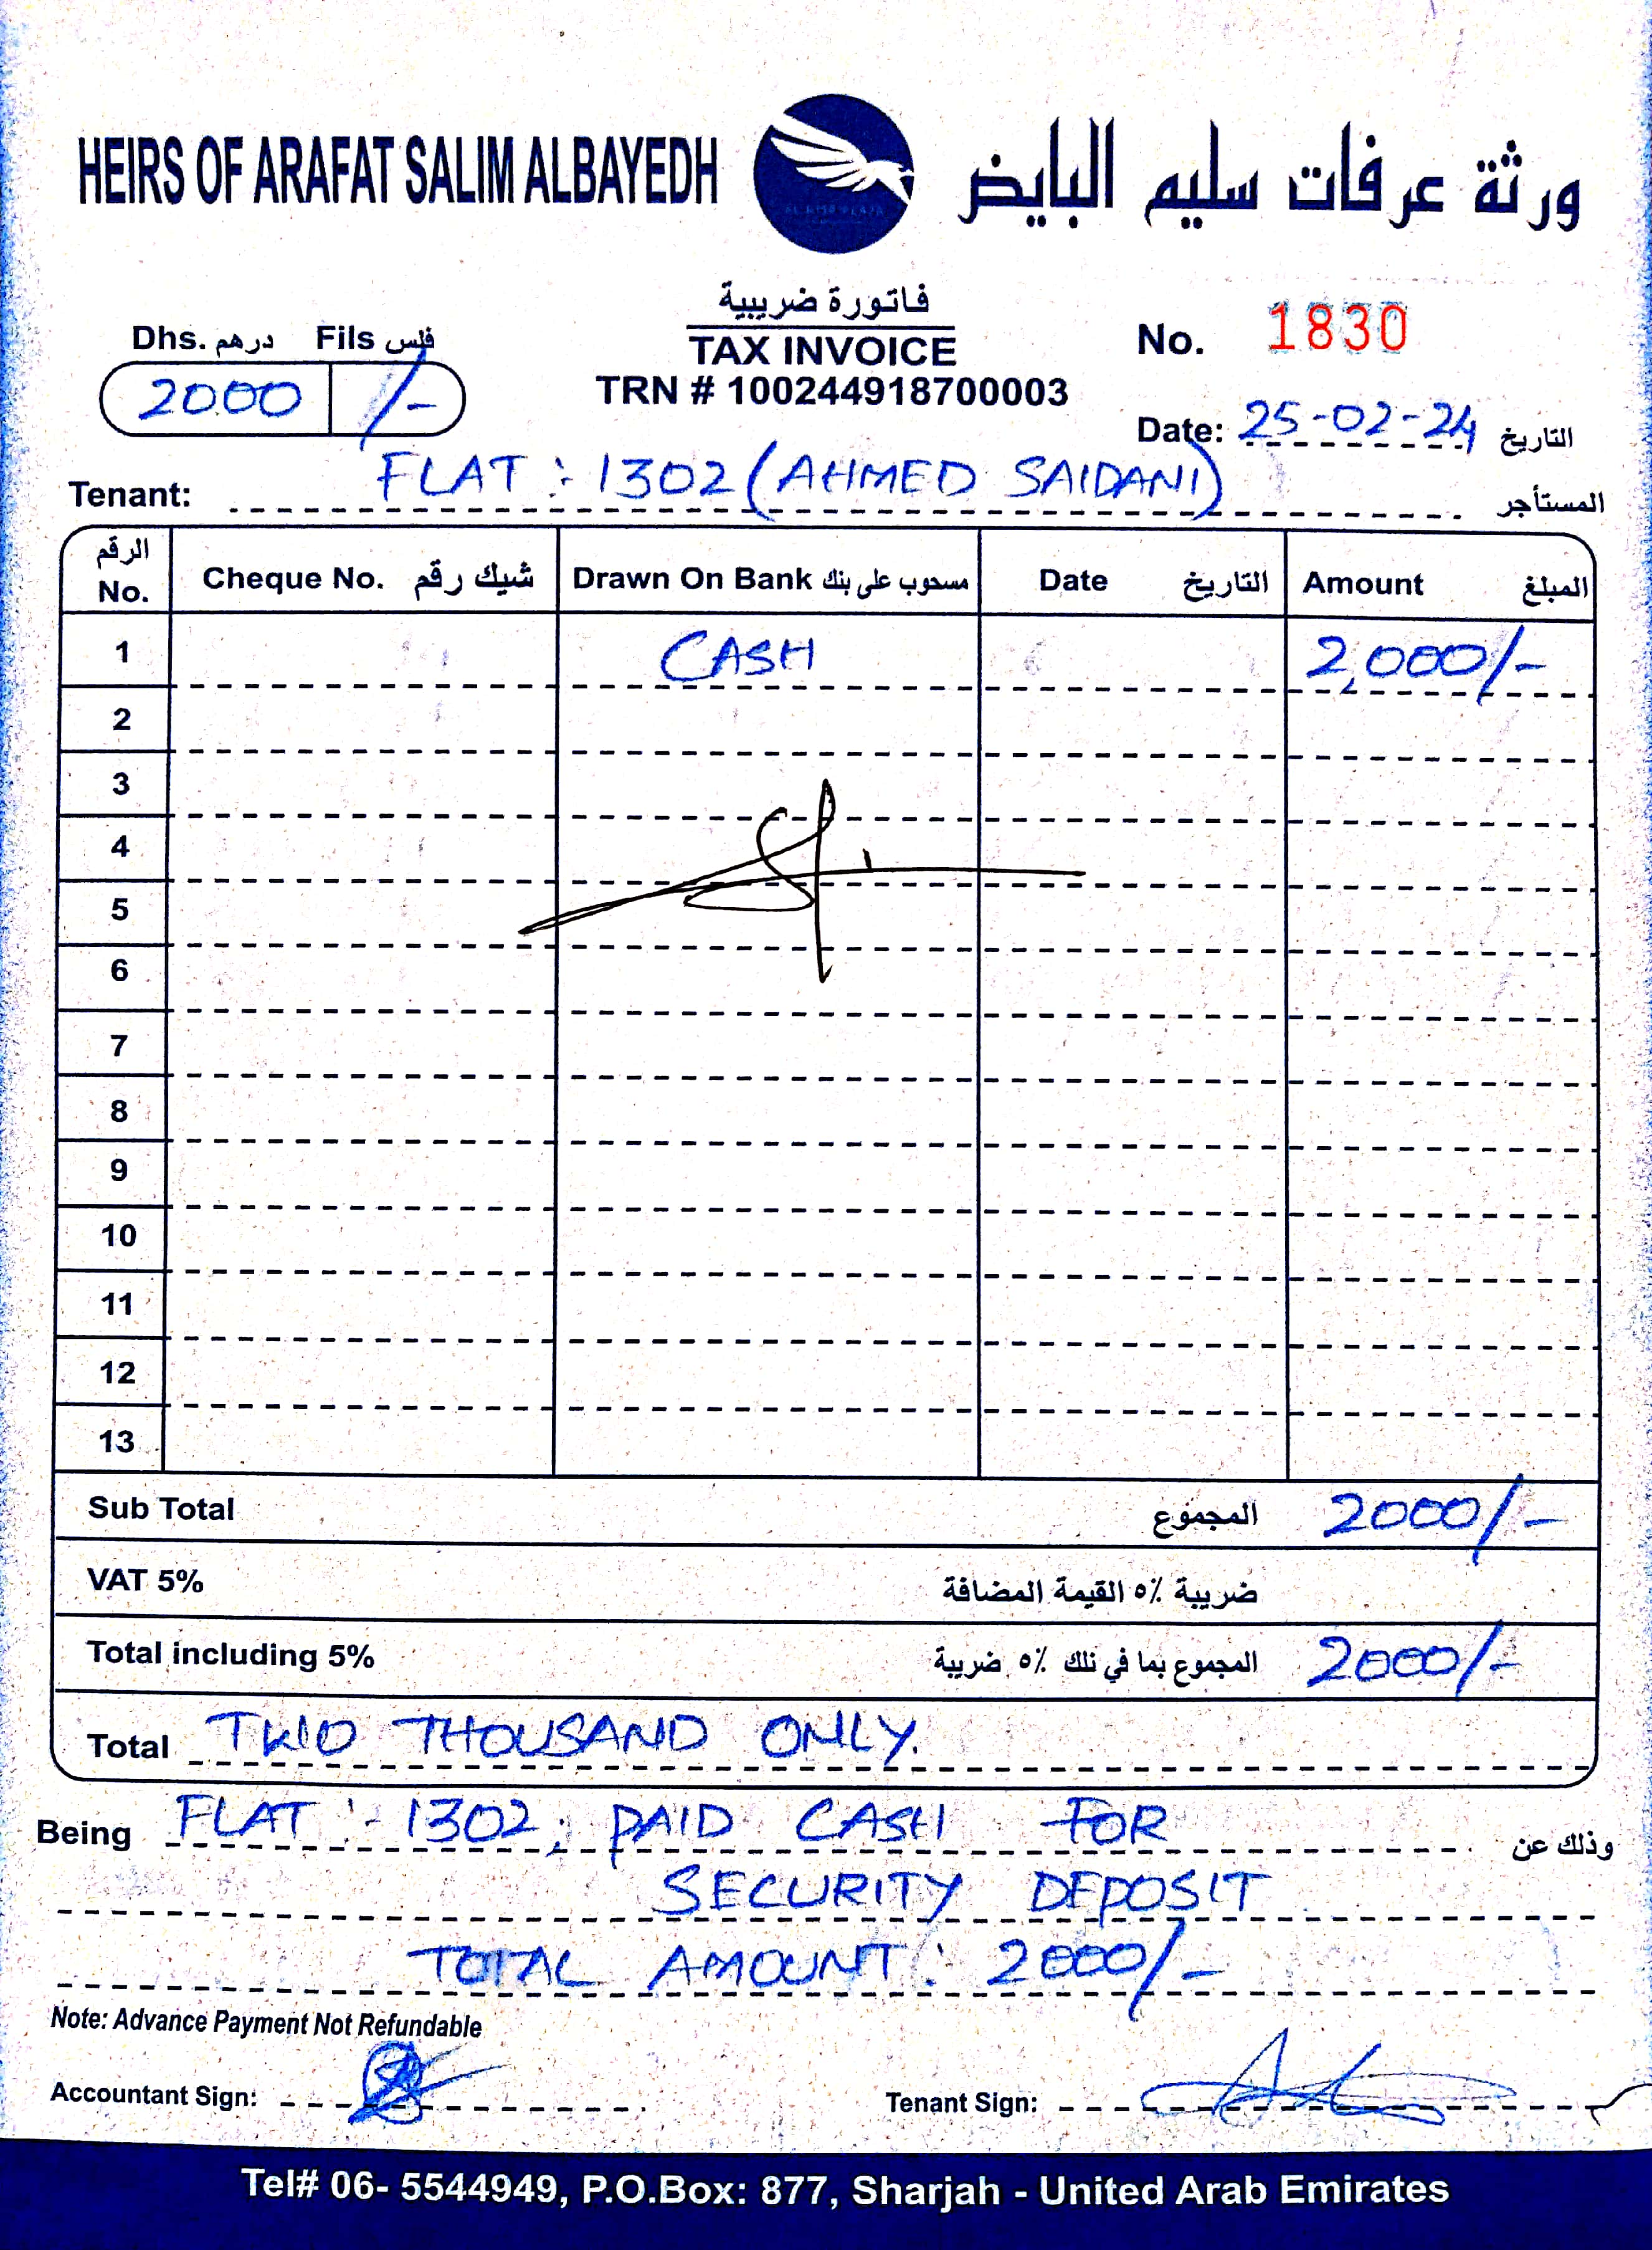 HEIRS OF ARAFAT SALIM ALBAYEDH ورثة عرفات سليم البايض
فاتورة ضريبية
TAX INVOICE
TRN # 100244918700003
Dhs. درهم Fils فلس
2000 /-
No. 1830
Date: 25-02-24 التاريخ
Tenant: FLAT :- 1302 (AHMED SAIDANI) المستأجر
الرقم No. Cheque No. شيك رقم Drawn On Bank مسحوب على بنك Date التاريخ Amount المبلغ
1 CASH 2,000/-
2
3
4
5
6
7
8
9
10
11
12
13
Sub Total المجموع 2000/-
VAT 5% ضريبة ٥٪ القيمة المضافة
Total including 5% المجموع بما في ذلك ٥٪ ضريبة 2000/-
Total TWO THOUSAND ONLY.
Being FLAT :- 1302, PAID CASH FOR وذلك عن
SECURITY DEPOSIT
TOTAL AMOUNT : 2000/-
Note: Advance Payment Not Refundable
Accountant Sign: Tenant Sign:
Tel# 06- 5544949, P.O.Box: 877, Sharjah - United Arab Emirates